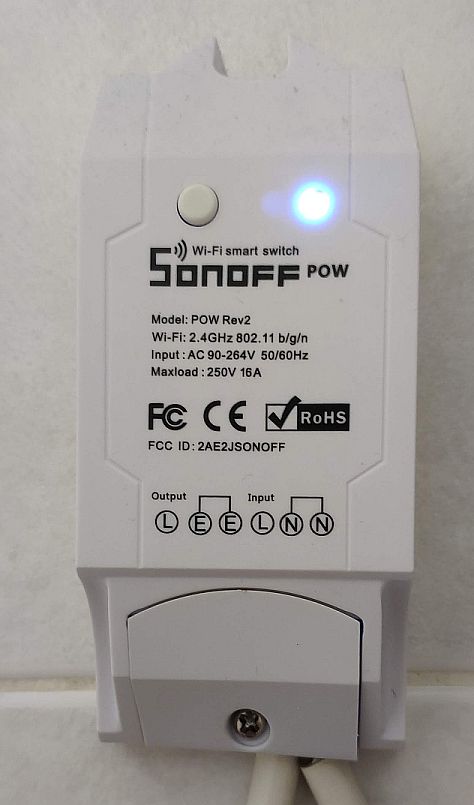 Wi-Fi smart switch
SONOFF POW
Model: POW Rev2
Wi-Fi: 2.4GHz 802.11 b/g/n
Input : AC 90-264V 50/60Hz
Maxload : 250V 16A
FC CE RoHS
FCC ID: 2AE2JSONOFF
Output Input
L E E L N N